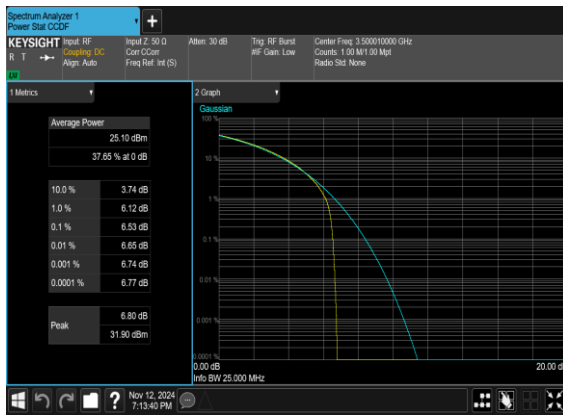 Spectrum Analyzer 1
Power Stat CCDF
KEYSIGHT
R T
LXI
Input: RF
Coupling: DC
Align: Auto
Input Z: 50 Ω
Corr CCorr
Freq Ref: Int (S)
Atten: 30 dB
Trig: RF Burst
#IF Gain: Low
Center Freq: 3.500010000 GHz
Counts: 1.00 M/1.00 Mpt
Radio Std: None
1 Metrics
Average Power
25.10 dBm
37.65 % at 0 dB
10.0 % 3.74 dB
1.0 % 6.12 dB
0.1 % 6.53 dB
0.01 % 6.65 dB
0.001 % 6.74 dB
0.0001 % 6.77 dB
Peak
6.80 dB
31.90 dBm
2 Graph
Gaussian
100 %
10 %
1 %
0.1 %
0.01 %
0.001 %
0.0001 %
0.00 dB
20.00 d
Info BW 25.000 MHz
?
Nov 12, 2024
7:13:40 PM